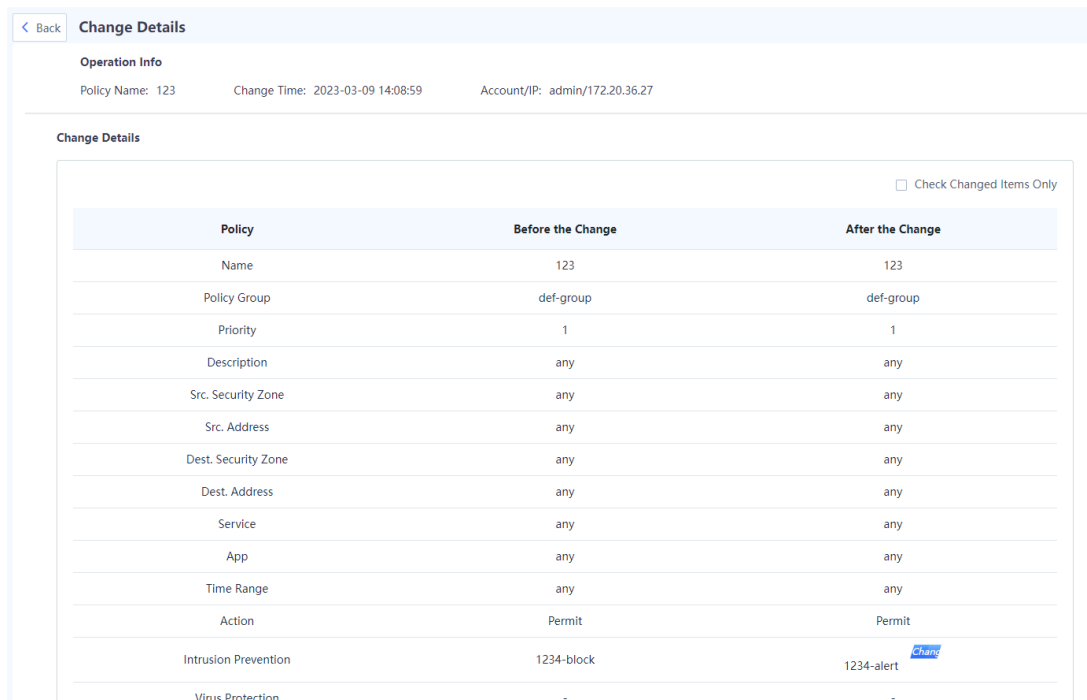 Back Change Details
Operation Info
Policy Name: 123 Change Time: 2023-03-09 14:08:59 Account/IP: admin/172.20.36.27
Change Details
Check Changed Items Only
Policy Before the Change After the Change
Name 123 123
Policy Group def-group def-group
Priority 1 1
Description any any
Src. Security Zone any any
Src. Address any any
Dest. Security Zone any any
Dest. Address any any
Service any any
App any any
Time Range any any
Action Permit Permit
Intrusion Prevention 1234-block 1234-alert Chang
Virus Protection - -